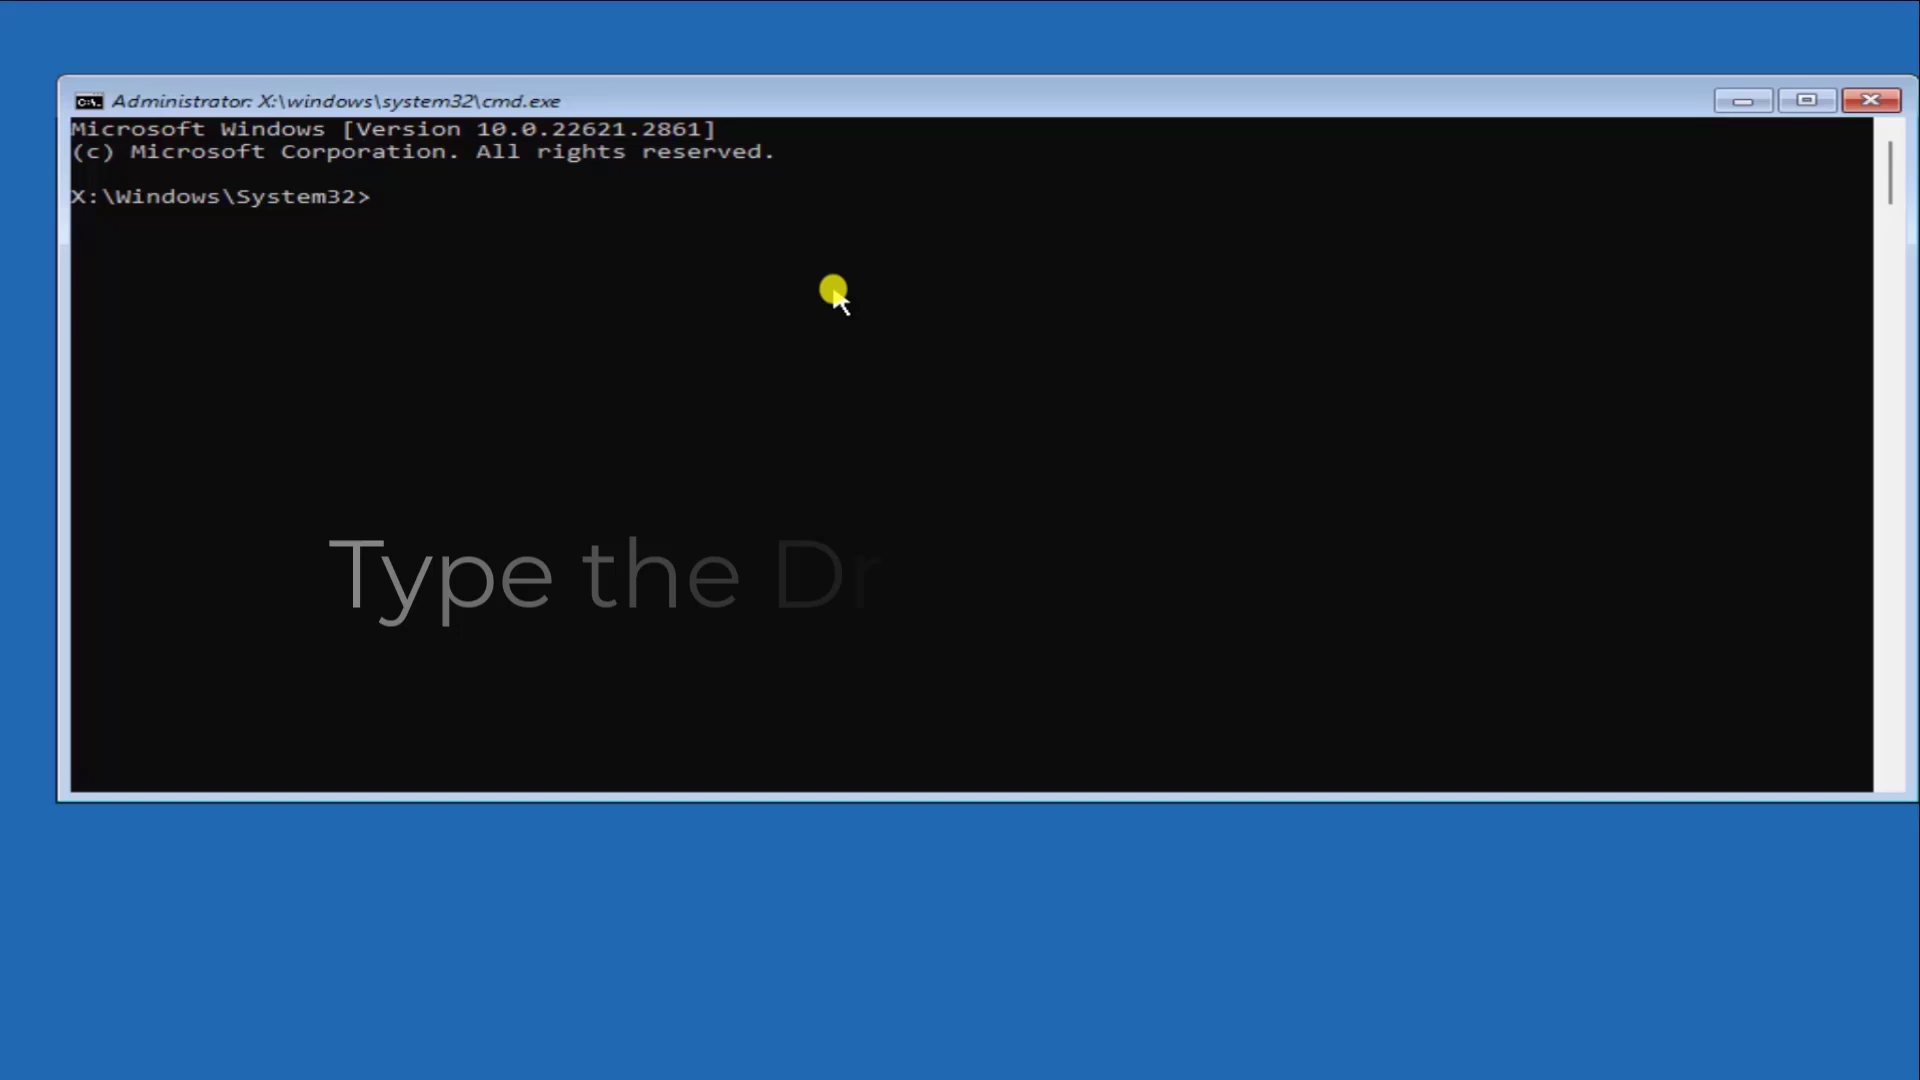 Administrator: X:\windows\system32\cmd.exe
Microsoft Windows [Version 10.0.22621.2861]
(c) Microsoft Corporation. All rights reserved.
X:\Windows\System32>
Type the Dr